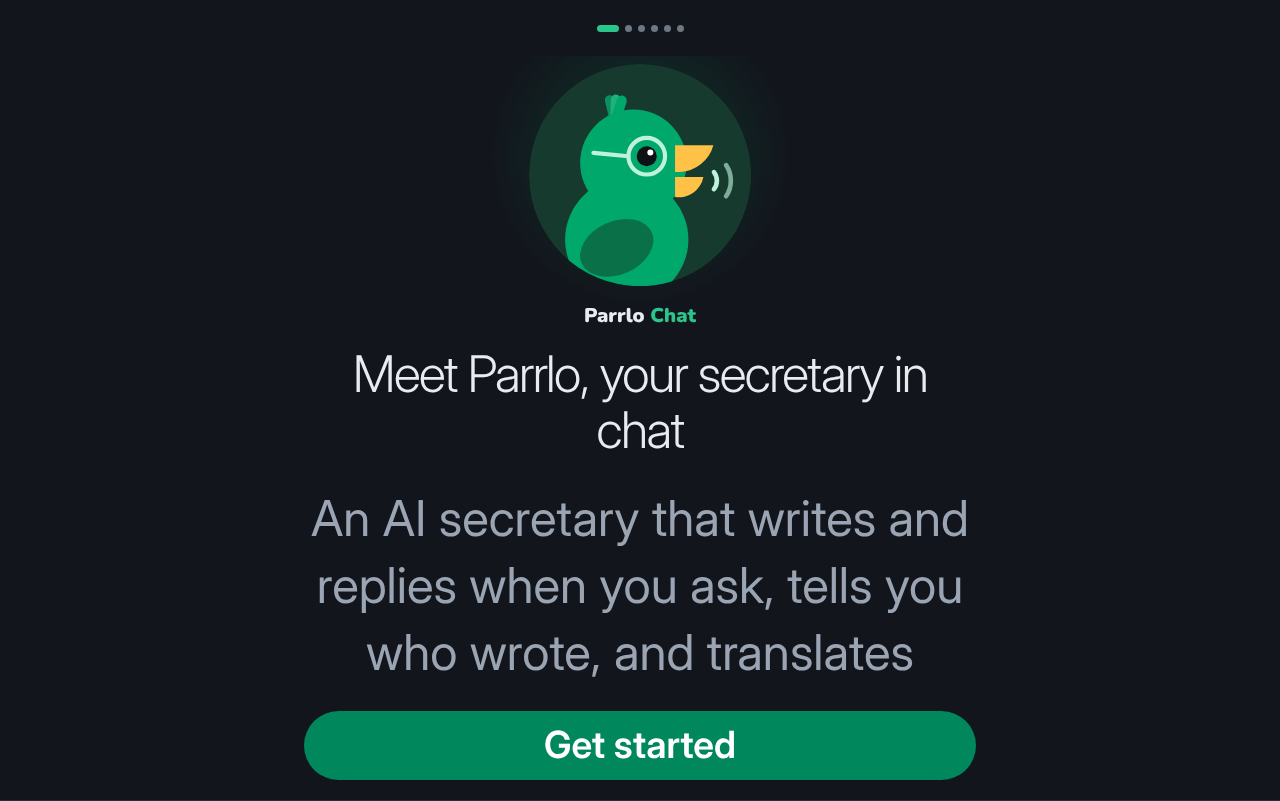 Parrlo Chat
Meet Parrlo, your secretary in
chat
An AI secretary that writes and
replies when you ask, tells you
who wrote, and translates
Get started